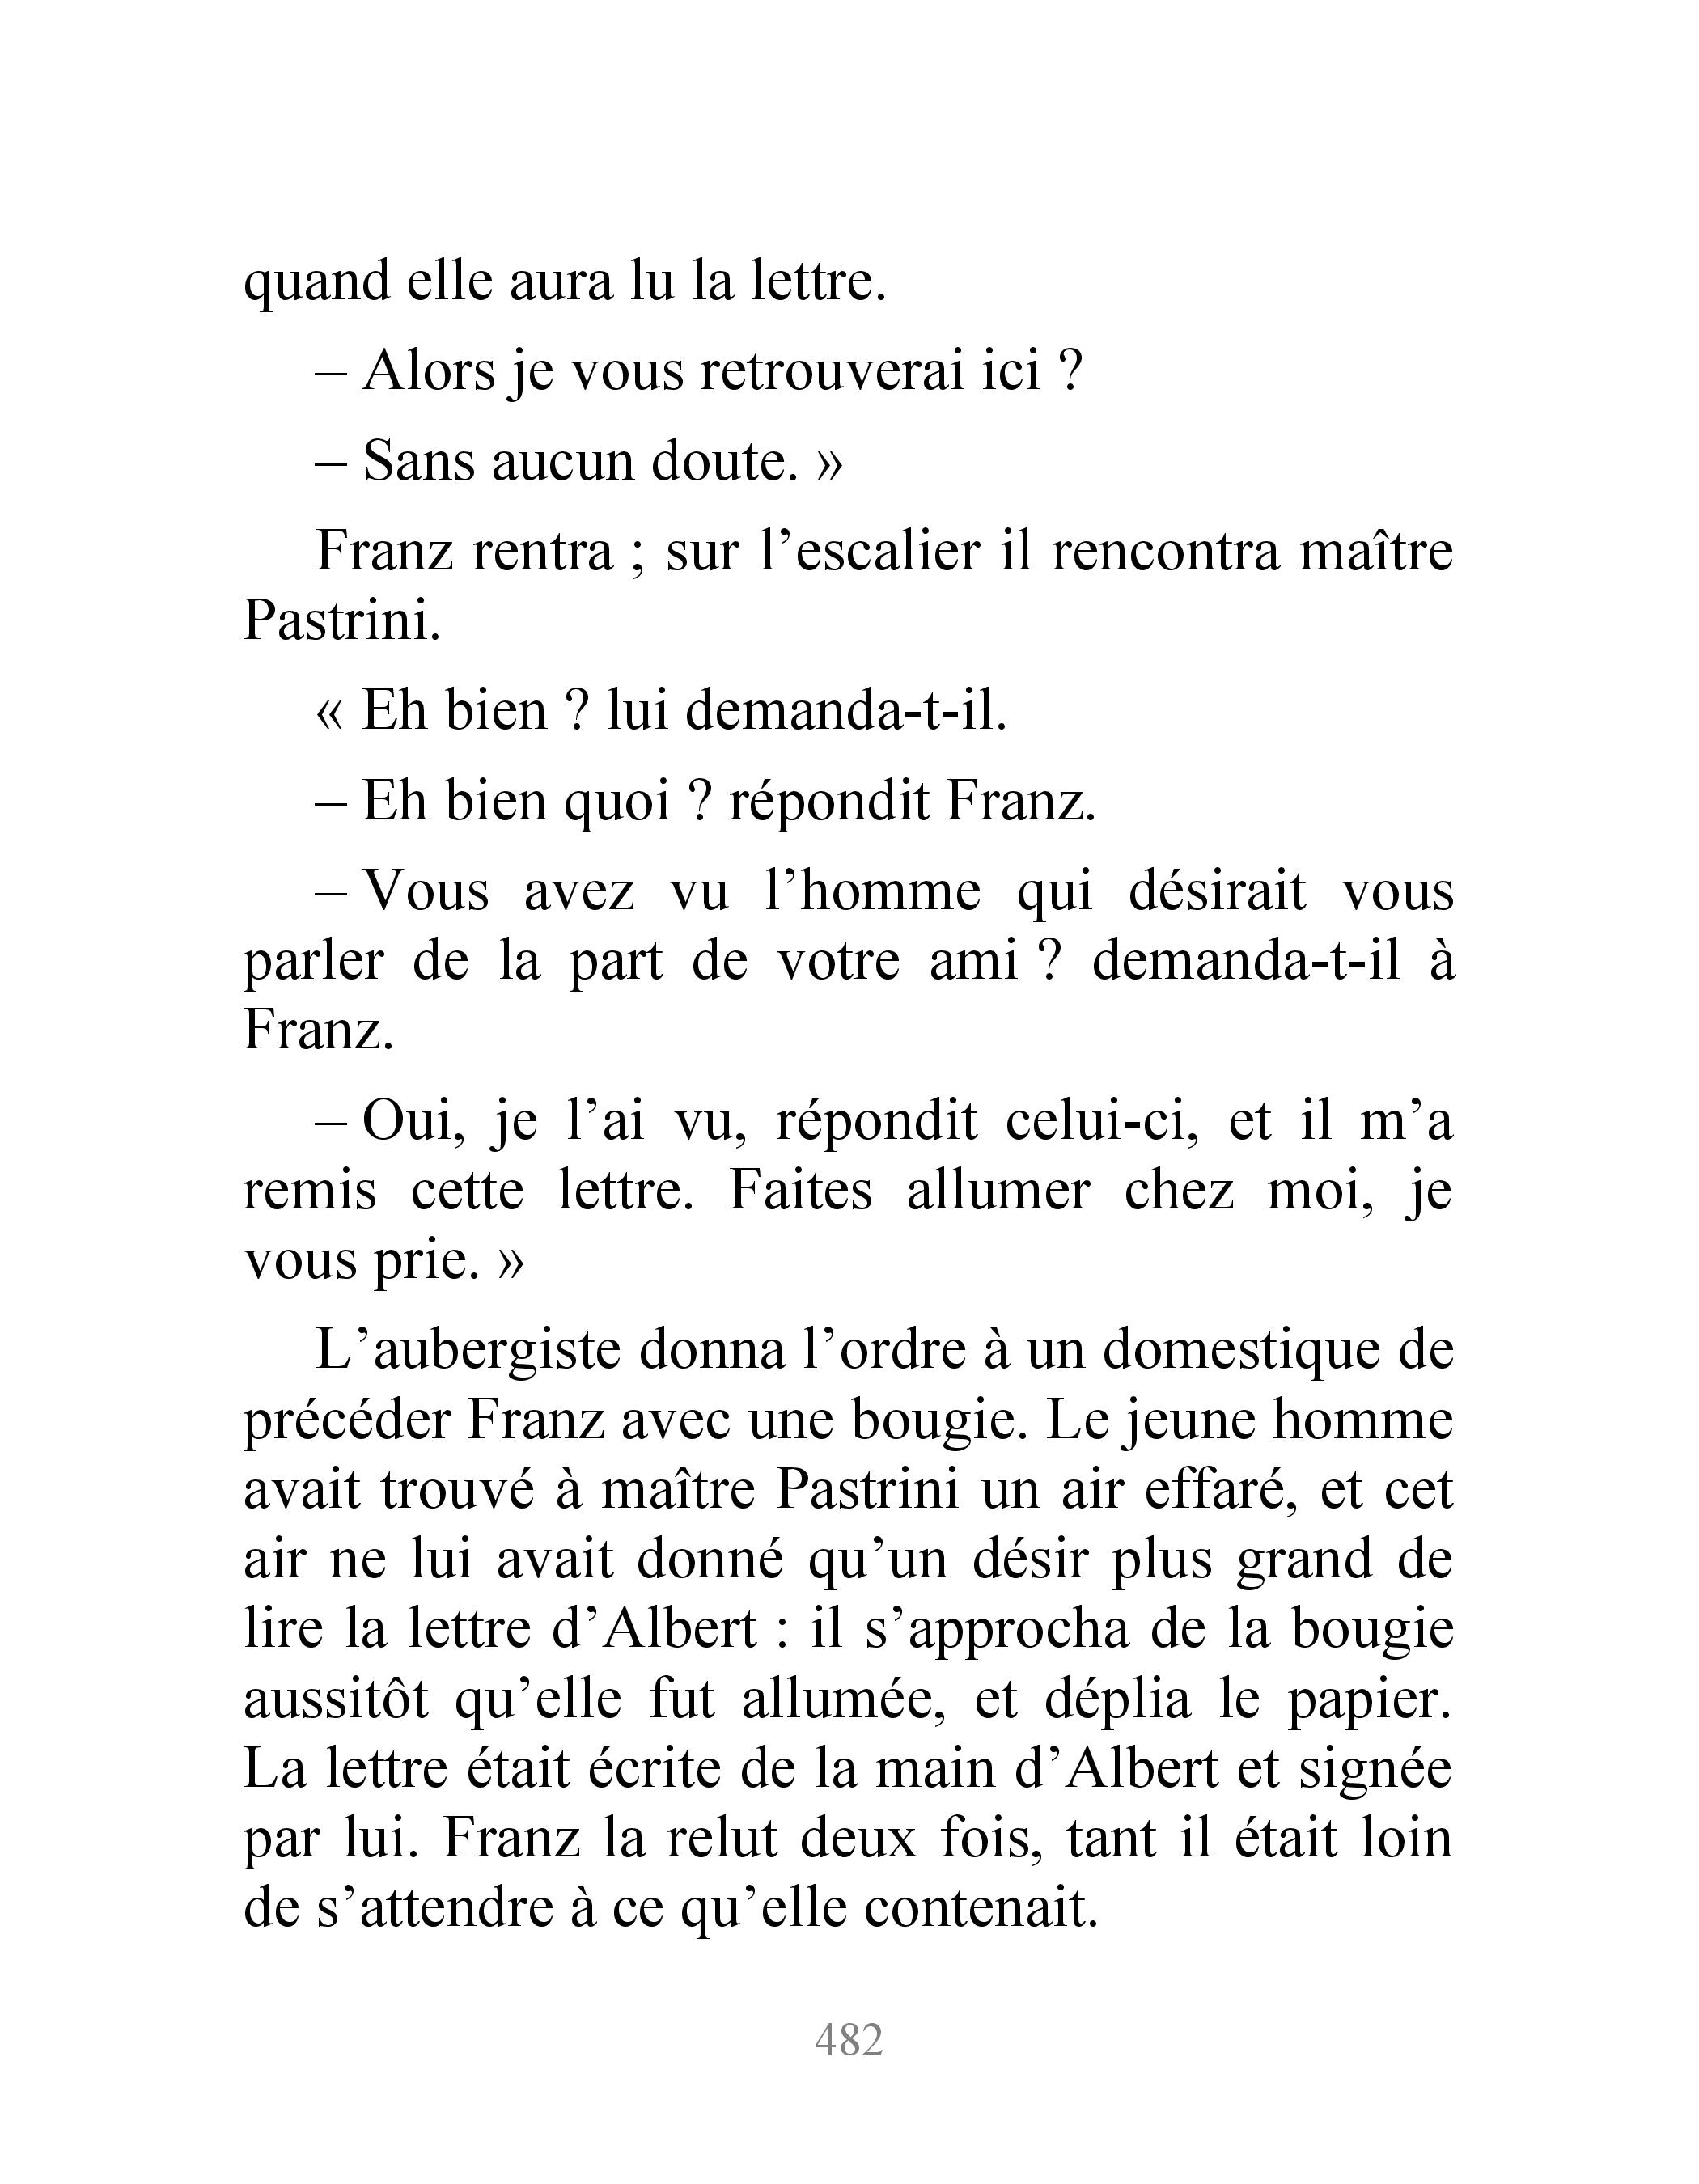 quand elle aura lu la lettre.
– Alors je vous retrouverai ici ?
– Sans aucun doute. »
Franz rentra ; sur l’escalier il rencontra maître
Pastrini.
« Eh bien ? lui demanda-t-il.
– Eh bien quoi ? répondit Franz.
– Vous avez vu l’homme qui désirait vous
parler de la part de votre ami ? demanda-t-il à
Franz.
– Oui, je l’ai vu, répondit celui-ci, et il m’a
remis cette lettre. Faites allumer chez moi, je
vous prie. »
L’aubergiste donna l’ordre à un domestique de
précéder Franz avec une bougie. Le jeune homme
avait trouvé à maître Pastrini un air effaré, et cet
air ne lui avait donné qu’un désir plus grand de
lire la lettre d’Albert : il s’approcha de la bougie
aussitôt qu’elle fut allumée, et déplia le papier.
La lettre était écrite de la main d’Albert et signée
par lui. Franz la relut deux fois, tant il était loin
de s’attendre à ce qu’elle contenait.
482